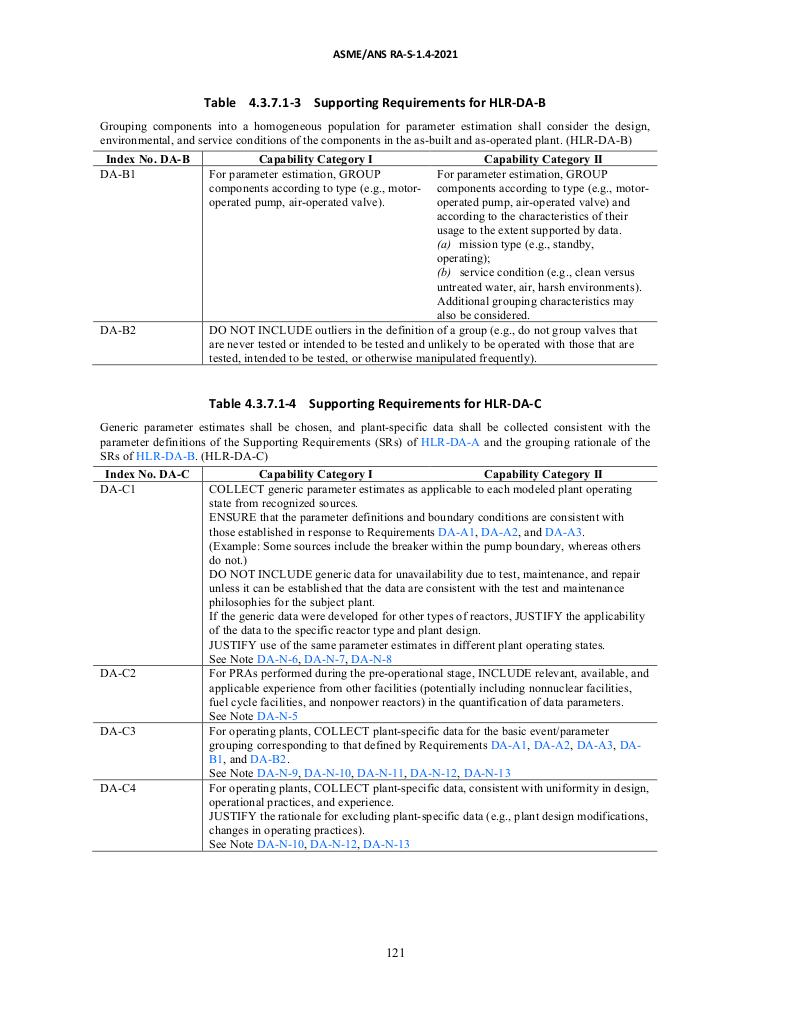 ASME/ANS RA-S-1.4-2021
Table 4.3.7.1-3 Supporting Requirements for HLR-DA-B
Grouping components into a homogeneous population for parameter estimation shall consider the design,
environmental, and service conditions of the components in the as-built and as-operated plant. (HLR-DA-B)
Index No. DA-B Capability Category I Capability Category II
DA-B1
For parameter estimation, GROUP
components according to type (e.g., motor-
operated pump, air-operated valve).
For parameter estimation, GROUP
components according to type (e.g., motor-
operated pump, air-operated valve) and
according to the characteristics of their
usage to the extent supported by data.
(a) mission type (e.g., standby,
operating);
(b) service condition (e.g., clean versus
untreated water, air, harsh environments).
Additional grouping characteristics may
also be considered.
DA-B2
DO NOT INCLUDE outliers in the definition of a group (e.g., do not group valves that
are never tested or intended to be tested and unlikely to be operated with those that are
tested, intended to be tested, or otherwise manipulated frequently).
Table 4.3.7.1-4 Supporting Requirements for HLR-DA-C
Generic parameter estimates shall be chosen, and plant-specific data shall be collected consistent with the
parameter definitions of the Supporting Requirements (SRs) of HLR-DA-A and the grouping rationale of the
SRs of HLR-DA-B. (HLR-DA-C)
Index No. DA-C Capability Category I Capability Category II
DA-C1
COLLECT generic parameter estimates as applicable to each modeled plant operating
state from recognized sources.
ENSURE that the parameter definitions and boundary conditions are consistent with
those established in response to Requirements DA-A1, DA-A2, and DA-A3.
(Example: Some sources include the breaker within the pump boundary, whereas others
do not.)
DO NOT INCLUDE generic data for unavailability due to test, maintenance, and repair
unless it can be established that the data are consistent with the test and maintenance
philosophies for the subject plant.
If the generic data were developed for other types of reactors, JUSTIFY the applicability
of the data to the specific reactor type and plant design.
JUSTIFY use of the same parameter estimates in different plant operating states.
See Note DA-N-6, DA-N-7, DA-N-8
DA-C2
For PRAs performed during the pre-operational stage, INCLUDE relevant, available, and
applicable experience from other facilities (potentially including nonnuclear facilities,
fuel cycle facilities, and nonpower reactors) in the quantification of data parameters.
See Note DA-N-5
DA-C3
For operating plants, COLLECT plant-specific data for the basic event/parameter
grouping corresponding to that defined by Requirements DA-A1, DA-A2, DA-A3, DA-
B1, and DA-B2.
See Note DA-N-9, DA-N-10, DA-N-11, DA-N-12, DA-N-13
DA-C4
For operating plants, COLLECT plant-specific data, consistent with uniformity in design,
operational practices, and experience.
JUSTIFY the rationale for excluding plant-specific data (e.g., plant design modifications,
changes in operating practices).
See Note DA-N-10, DA-N-12, DA-N-13
121